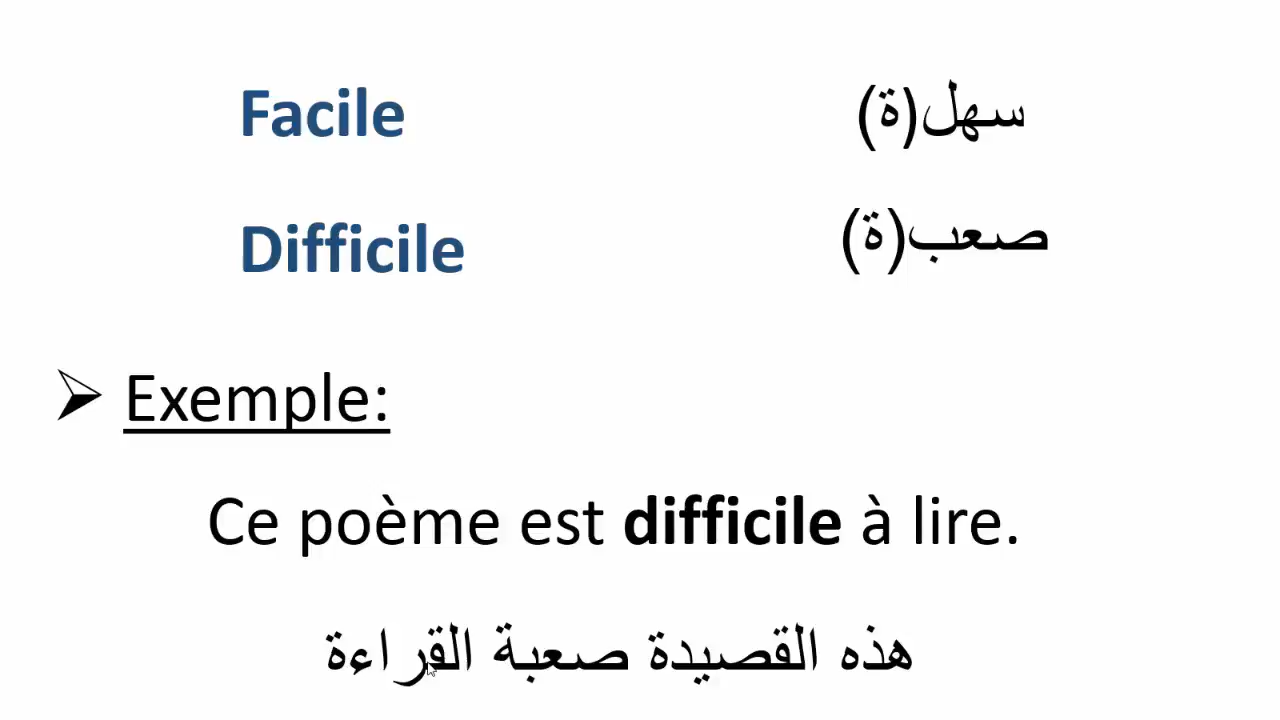 Facile سهل(ة)
Difficile صعب(ة)
Exemple:
Ce poème est difficile à lire.
هذه القصيدة صعبة القراءة